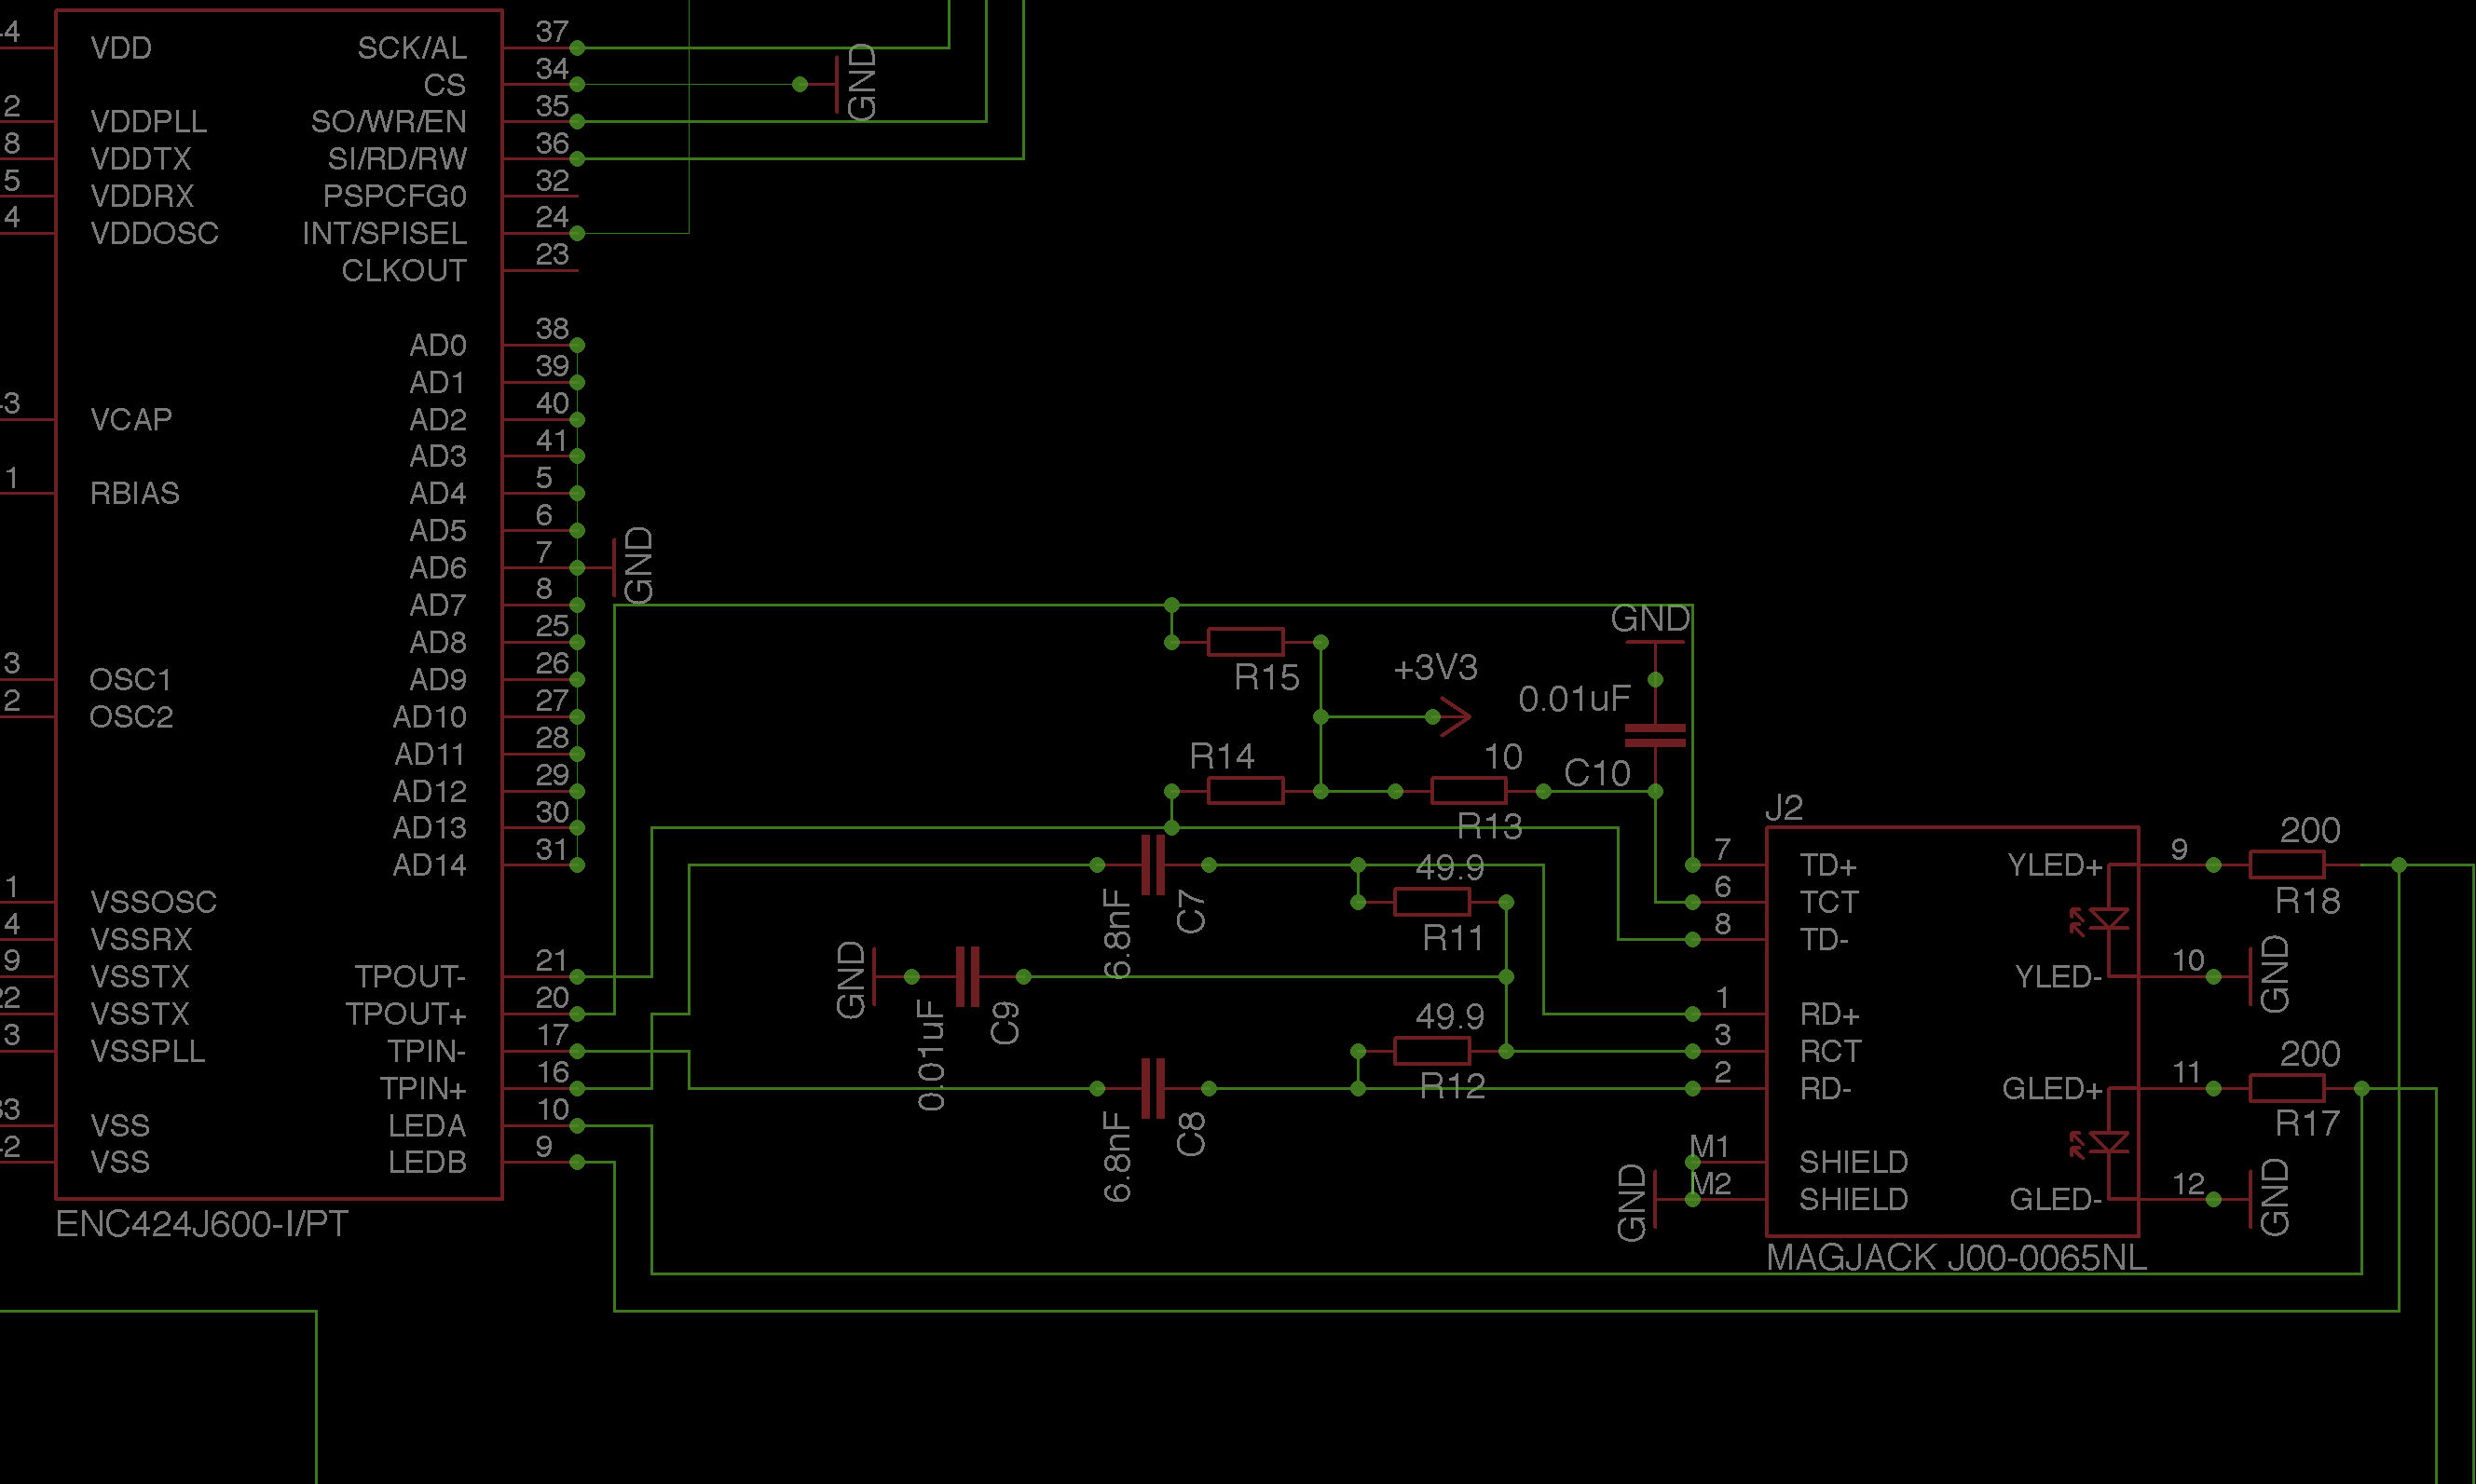 4 VDD SCK/AL 37
CS 34 GND
2 VDDPLL SO/WR/EN 35
8 VDDTX SI/RD/RW 36
5 VDDRX PSPCFG0 32
4 VDDOSC INT/SPISEL 24
CLKOUT 23
AD0 38
AD1 39
3 VCAP AD2 40
AD3 41
1 RBIAS AD4 5
AD5 6
AD6 7 GND
AD7 8
AD8 25
3 OSC1 AD9 26
2 OSC2 AD10 27
AD11 28
AD12 29
AD13 30
AD14 31
1 VSSOSC
4 VSSRX
9 VSSTX TPOUT- 21
22 VSSTX TPOUT+ 20
3 VSSPLL TPIN- 17
TPIN+ 16
33 VSS LEDA 10
2 VSS LEDB 9
ENC424J600-I/PT
GND
R15
+3V3
0.01uF
C10
R14
10
R13
6.8nF
C7
49.9
R11
GND
0.01uF
C9
49.9
R12
6.8nF
C8
J2
7 TD+ YLED+ 9
6 TCT
8 TD-
YLED- 10 GND
1 RD+
3 RCT
2 RD- GLED+ 11
M1 SHIELD
M2 SHIELD GLED- 12 GND
GND
MAGJACK J00-0065NL
200
R18
200
R17